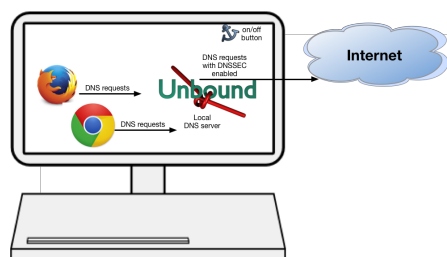 on/off
button
DNS requests
with DNSSEC
enabled
Internet
DNS requests
Unbound
Local
DNS server
DNS requests